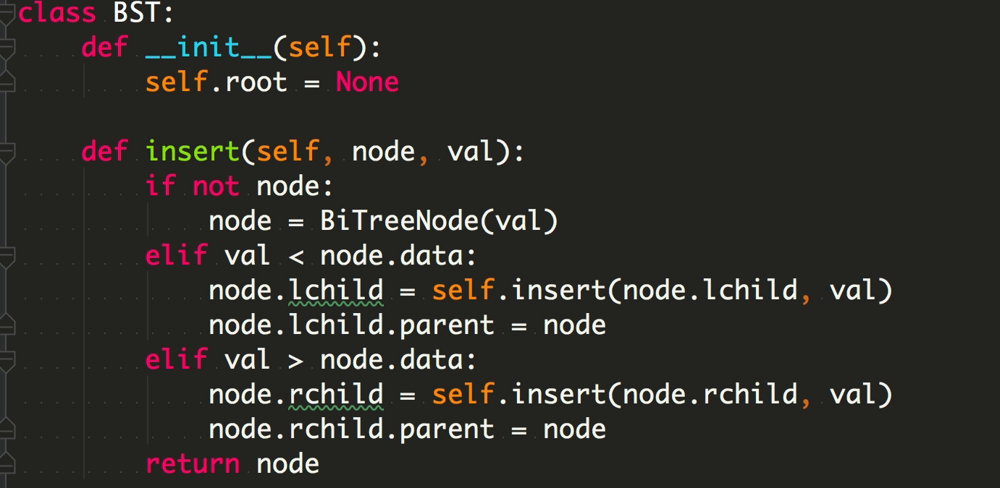 class BST:
    def __init__(self):
        self.root = None
    def insert(self, node, val):
        if not node:
            node = BiTreeNode(val)
        elif val < node.data:
            node.lchild = self.insert(node.lchild, val)
            node.lchild.parent = node
        elif val > node.data:
            node.rchild = self.insert(node.rchild, val)
            node.rchild.parent = node
        return node